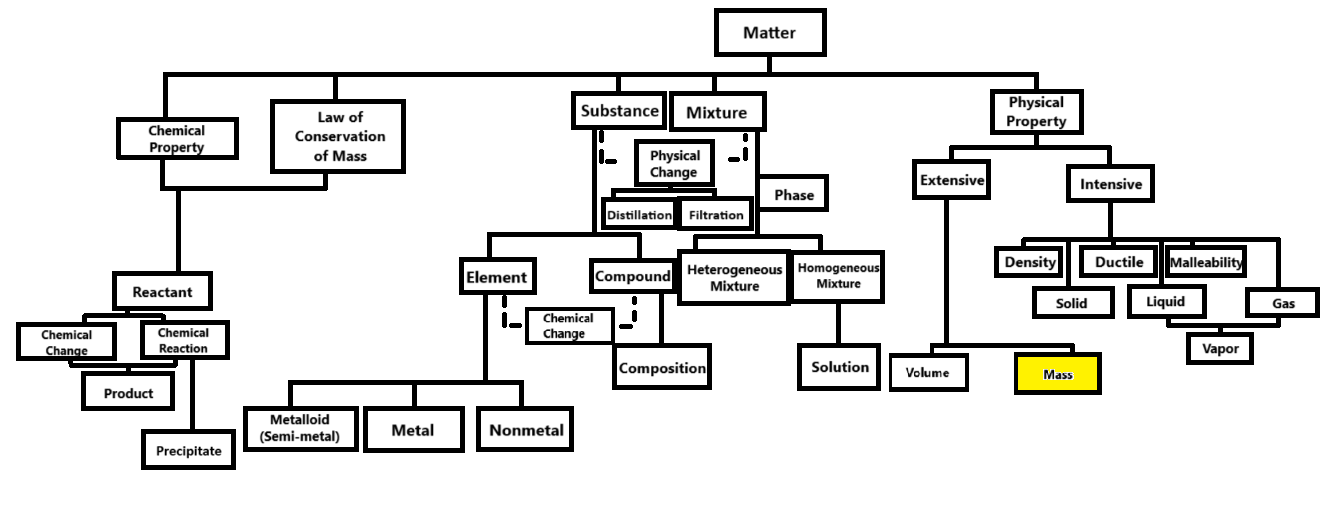 Matter
Substance
Mixture
Physical
Property
Law of
Conservation
of Mass
Chemical
Property
Physical
Change
Extensive
Intensive
Phase
Distillation
Filtration
Element
Compound
Heterogeneous
Mixture
Homogeneous
Mixture
Density
Ductile
Malleability
Reactant
Solid
Liquid
Gas
Chemical
Change
Chemical
Reaction
Chemical
Change
Vapor
Composition
Solution
Volume
Mass
Product
Metalloid
(Semi-metal)
Metal
Nonmetal
Precipitate